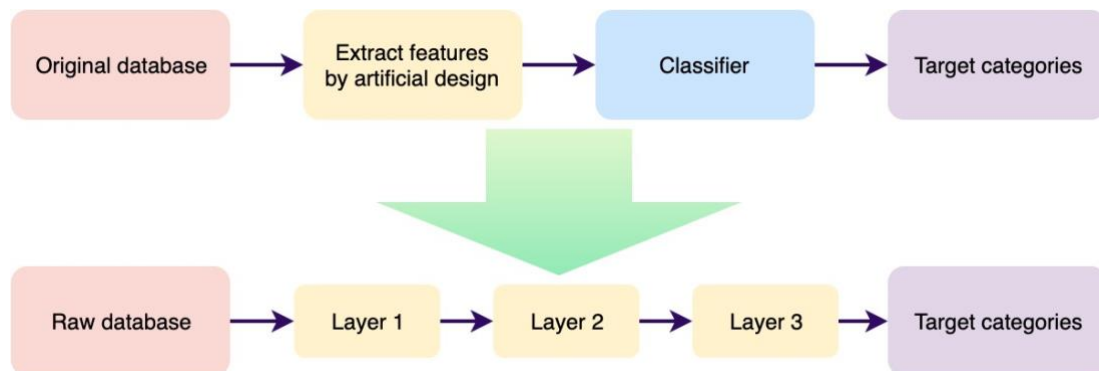 Original database
Extract features
by artificial design
Classifier
Target categories
Raw database
Layer 1
Layer 2
Layer 3
Target categories